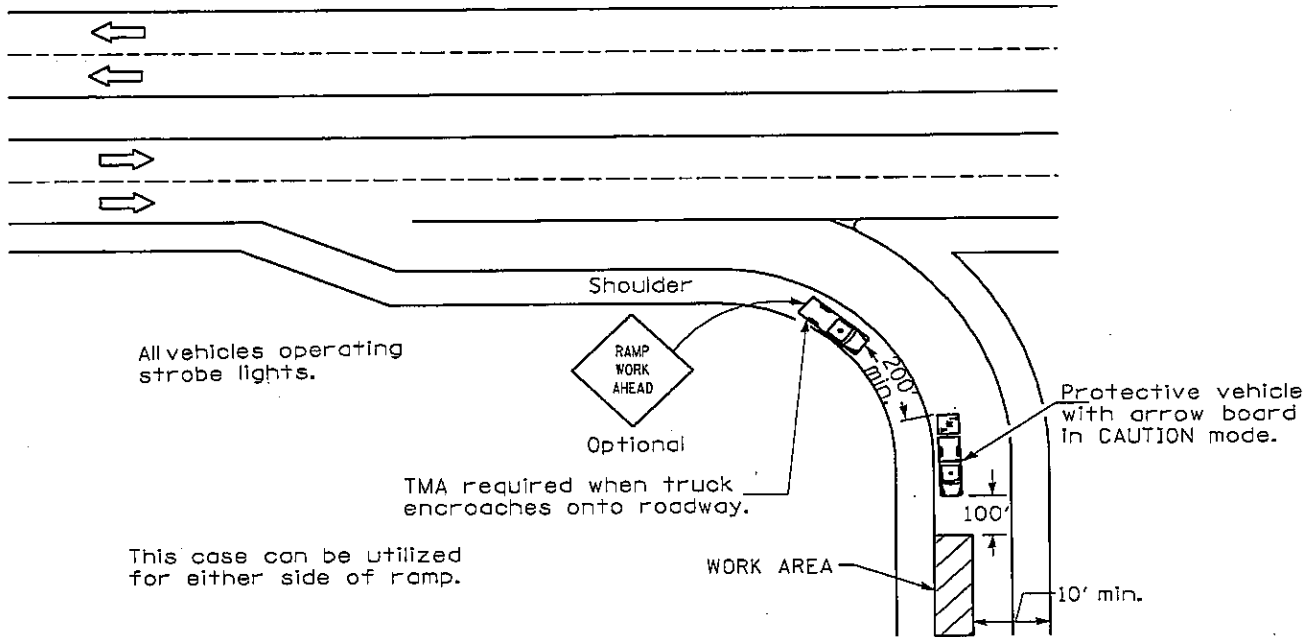 Shoulder
All vehicles operating
strobe lights.
RAMP
WORK
AHEAD
Optional
200'
min.
Protective vehicle
with arrow board
in CAUTION mode.
TMA required when truck
encroaches onto roadway.
100'
This case can be utilized
for either side of ramp.
WORK AREA
10' min.